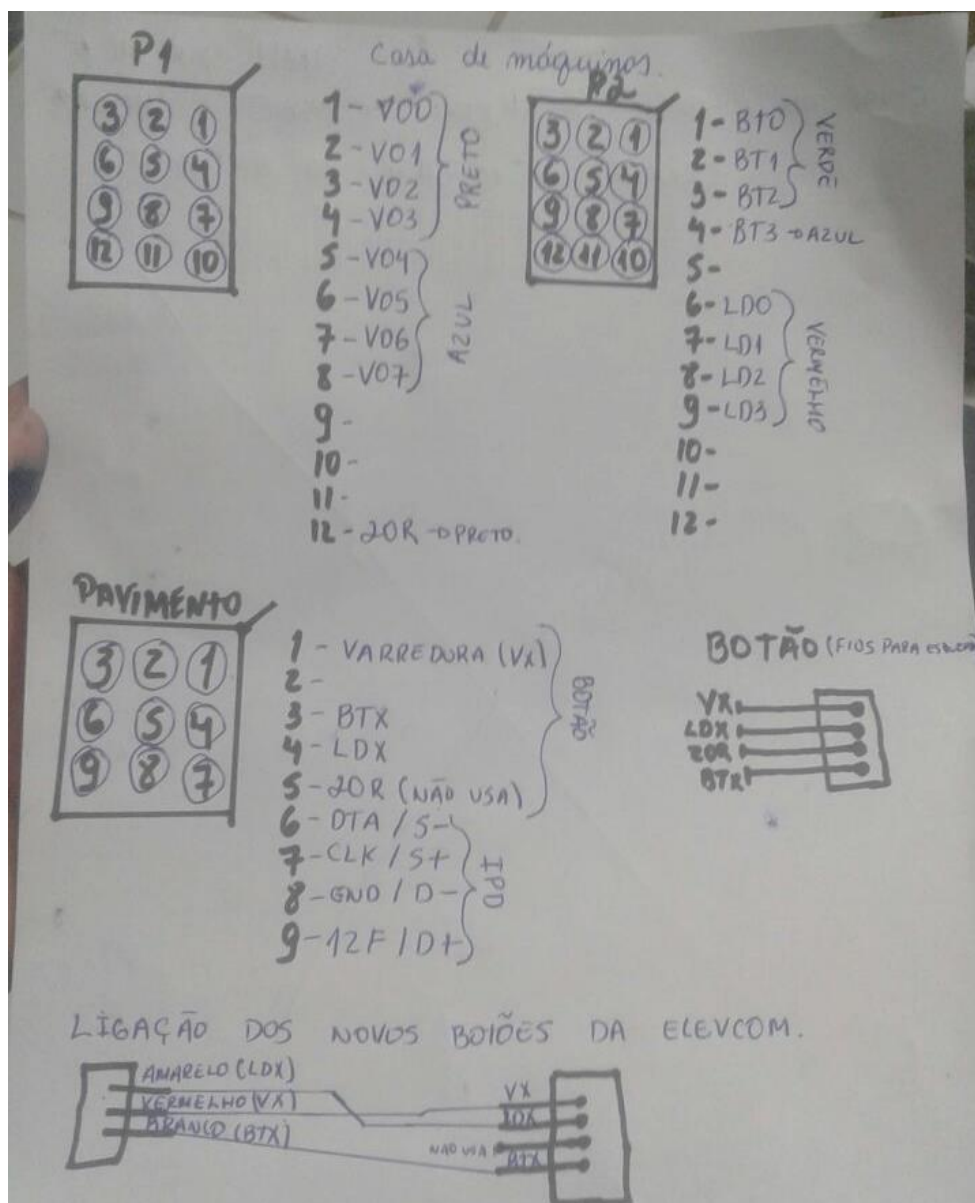 P1
Casa de máquinas.
3 2 1
6 5 4
9 8 7
12 11 10
1 - V00
2 - V01
3 - V02
4 - V03
PRETO
5 - V04
6 - V05
7 - V06
8 - V07
AZUL
9 -
10 -
11 -
12 - 20R → PRETO.
P2
3 2 1
6 5 4
9 8 7
12 11 10
1 - BT0
2 - BT1
3 - BT2
VERDE
4 - BT3 → AZUL
5 -
6 - LD0
7 - LD1
8 - LD2
9 - LD3
VERMELHO
10 -
11 -
12 -
PAVIMENTO
3 2 1
6 5 4
9 8 7
1 - VARREDURA (VX)
2 -
3 - BTX
4 - LDX
5 - 20R (NÃO USA)
BOTÃO
6 - DTA / S-
7 - CLK / S+
8 - GND / D-
9 - 12F / D+
IPD
BOTÃO (FIOS PARA
VX
LDX
20R
BTX
LIGAÇÃO DOS NOVOS BOTÕES DA ELEVCOM.
AMARELO (LDX)
VERMELHO (VX)
BRANCO (BTX)
VX
LDX
NÃO USA
BTX